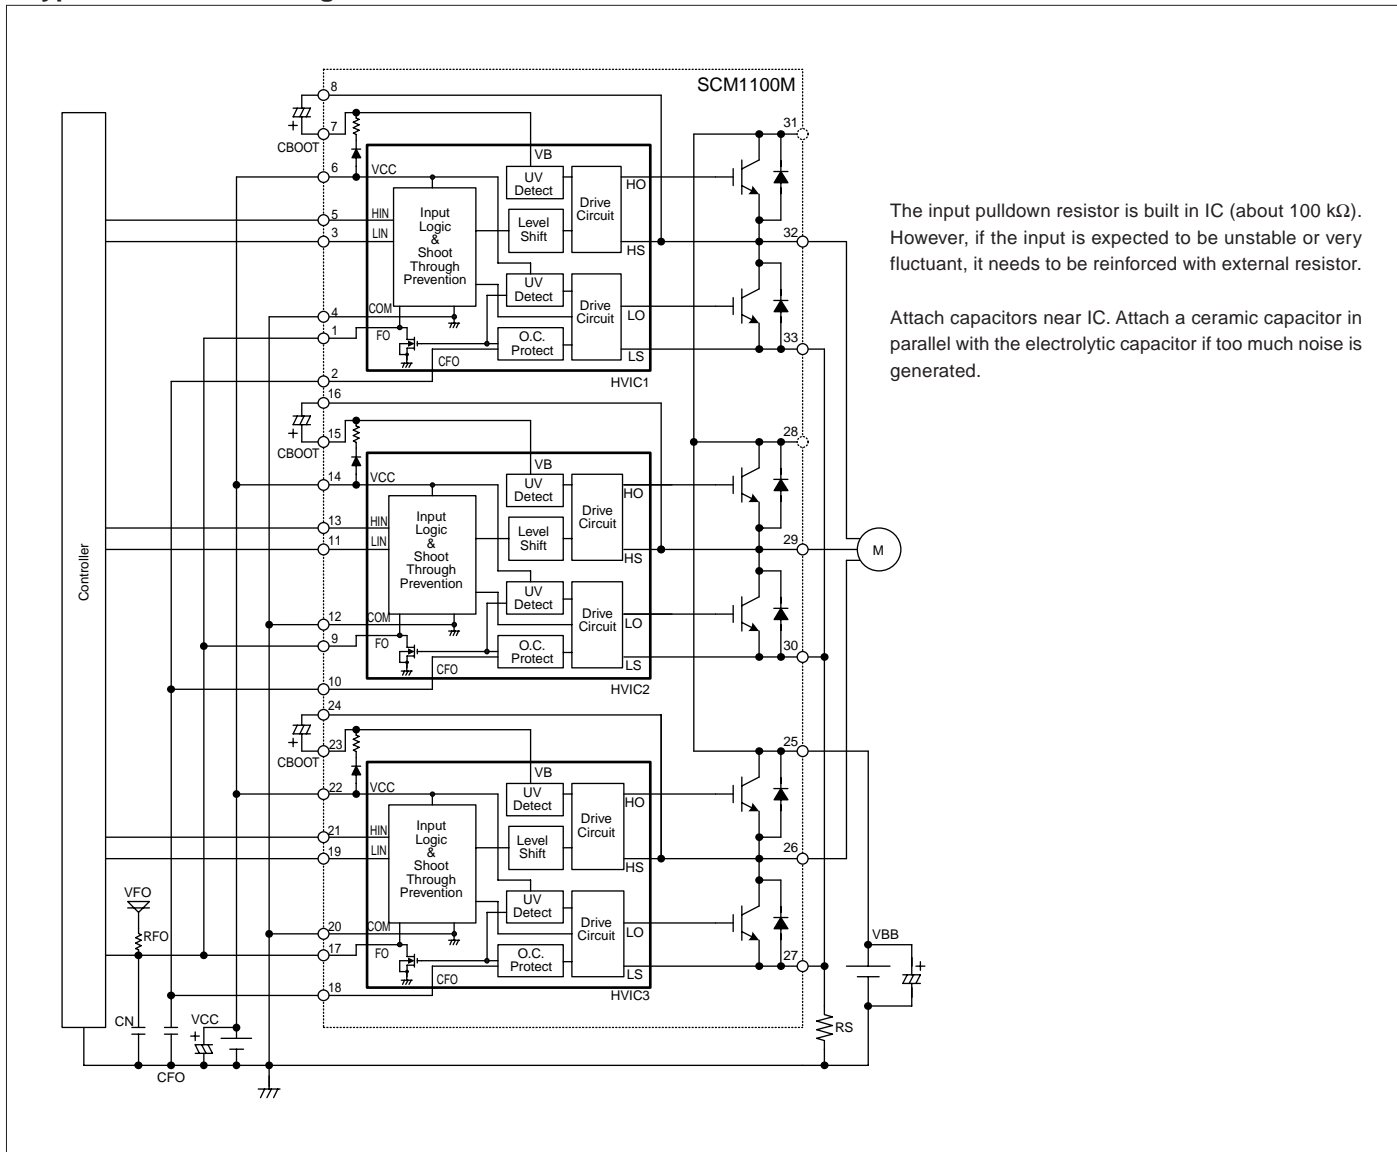 SCM1100M
8
7
CBOOT
6
5
3
4
1
2
VCC
HIN
LIN
COM
FO
CFO
Input
Logic
&
Shoot
Through
Prevention
VB
UV
Detect
Level
Shift
UV
Detect
O.C.
Protect
Drive
Circuit
Drive
Circuit
HO
HS
LO
LS
HVIC1
31
32
33
16
15
CBOOT
14
13
11
12
9
10
VCC
HIN
LIN
COM
FO
CFO
Input
Logic
&
Shoot
Through
Prevention
VB
UV
Detect
Level
Shift
UV
Detect
O.C.
Protect
Drive
Circuit
Drive
Circuit
HO
HS
LO
LS
HVIC2
28
29
30
M
24
23
CBOOT
22
21
19
20
17
18
VCC
HIN
LIN
COM
FO
CFO
Input
Logic
&
Shoot
Through
Prevention
VB
UV
Detect
Level
Shift
UV
Detect
O.C.
Protect
Drive
Circuit
Drive
Circuit
HO
HS
LO
LS
HVIC3
25
26
27
Controller
VFO
RFO
CN
VCC
+
CFO
VBB
+
RS
The input pulldown resistor is built in IC (about 100 kΩ).
However, if the input is expected to be unstable or very
fluctuant, it needs to be reinforced with external resistor.
Attach capacitors near IC. Attach a ceramic capacitor in
parallel with the electrolytic capacitor if too much noise is
generated.